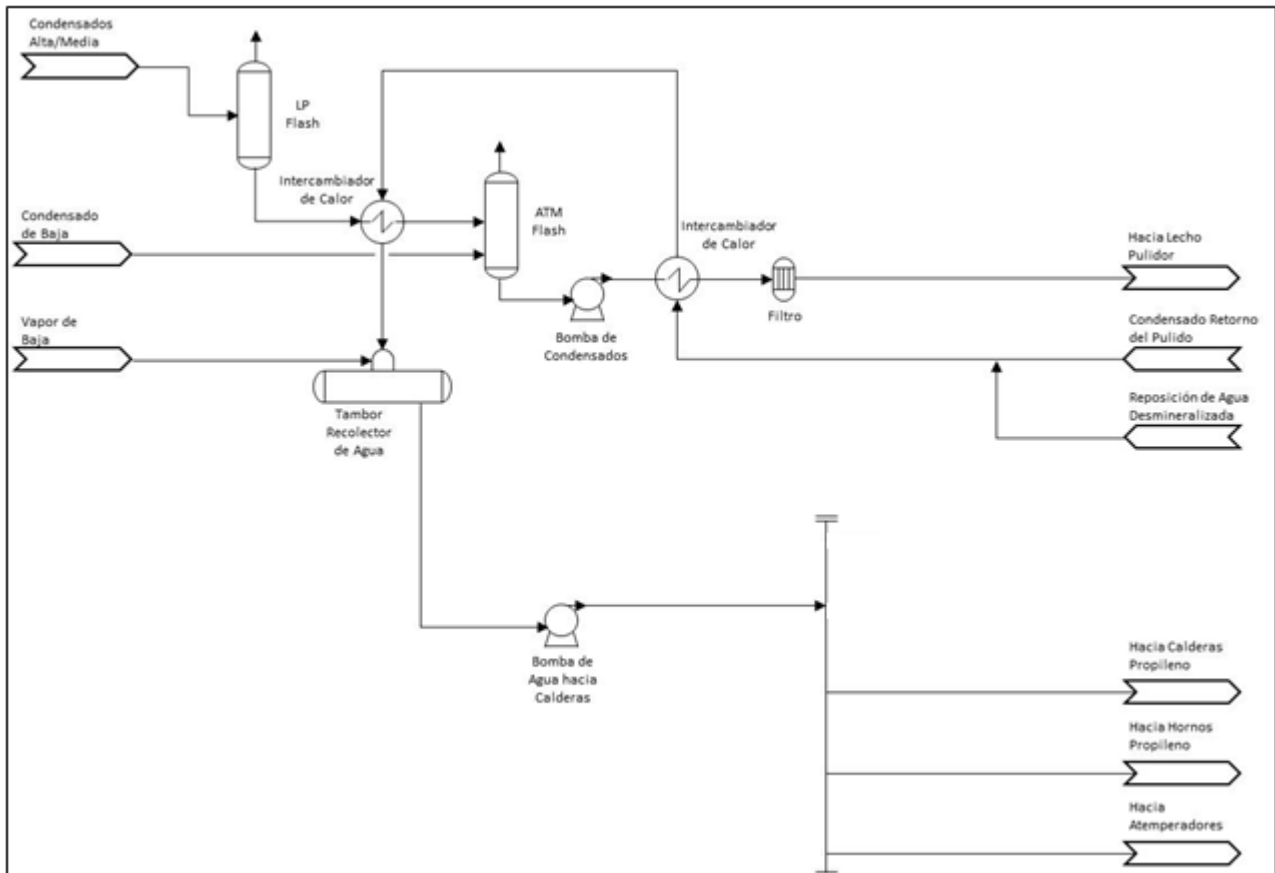 Condensados
Alta/Media
LP
Flash
Intercambiador
de Calor
Condensado
de Baja
ATM
Flash
Intercambiador
de Calor
Hacia Lecho
Pulidor
Filtro
Bomba de
Condensados
Vapor de
Baja
Condensado Retorno
del Pulido
Reposición de Agua
Desmineralizada
Tambor
Recolector
de Agua
Bomba de
Agua hacia
Calderas
Hacia Calderas
Propileno
Hacia Hornos
Propileno
Hacia
Atemperadores